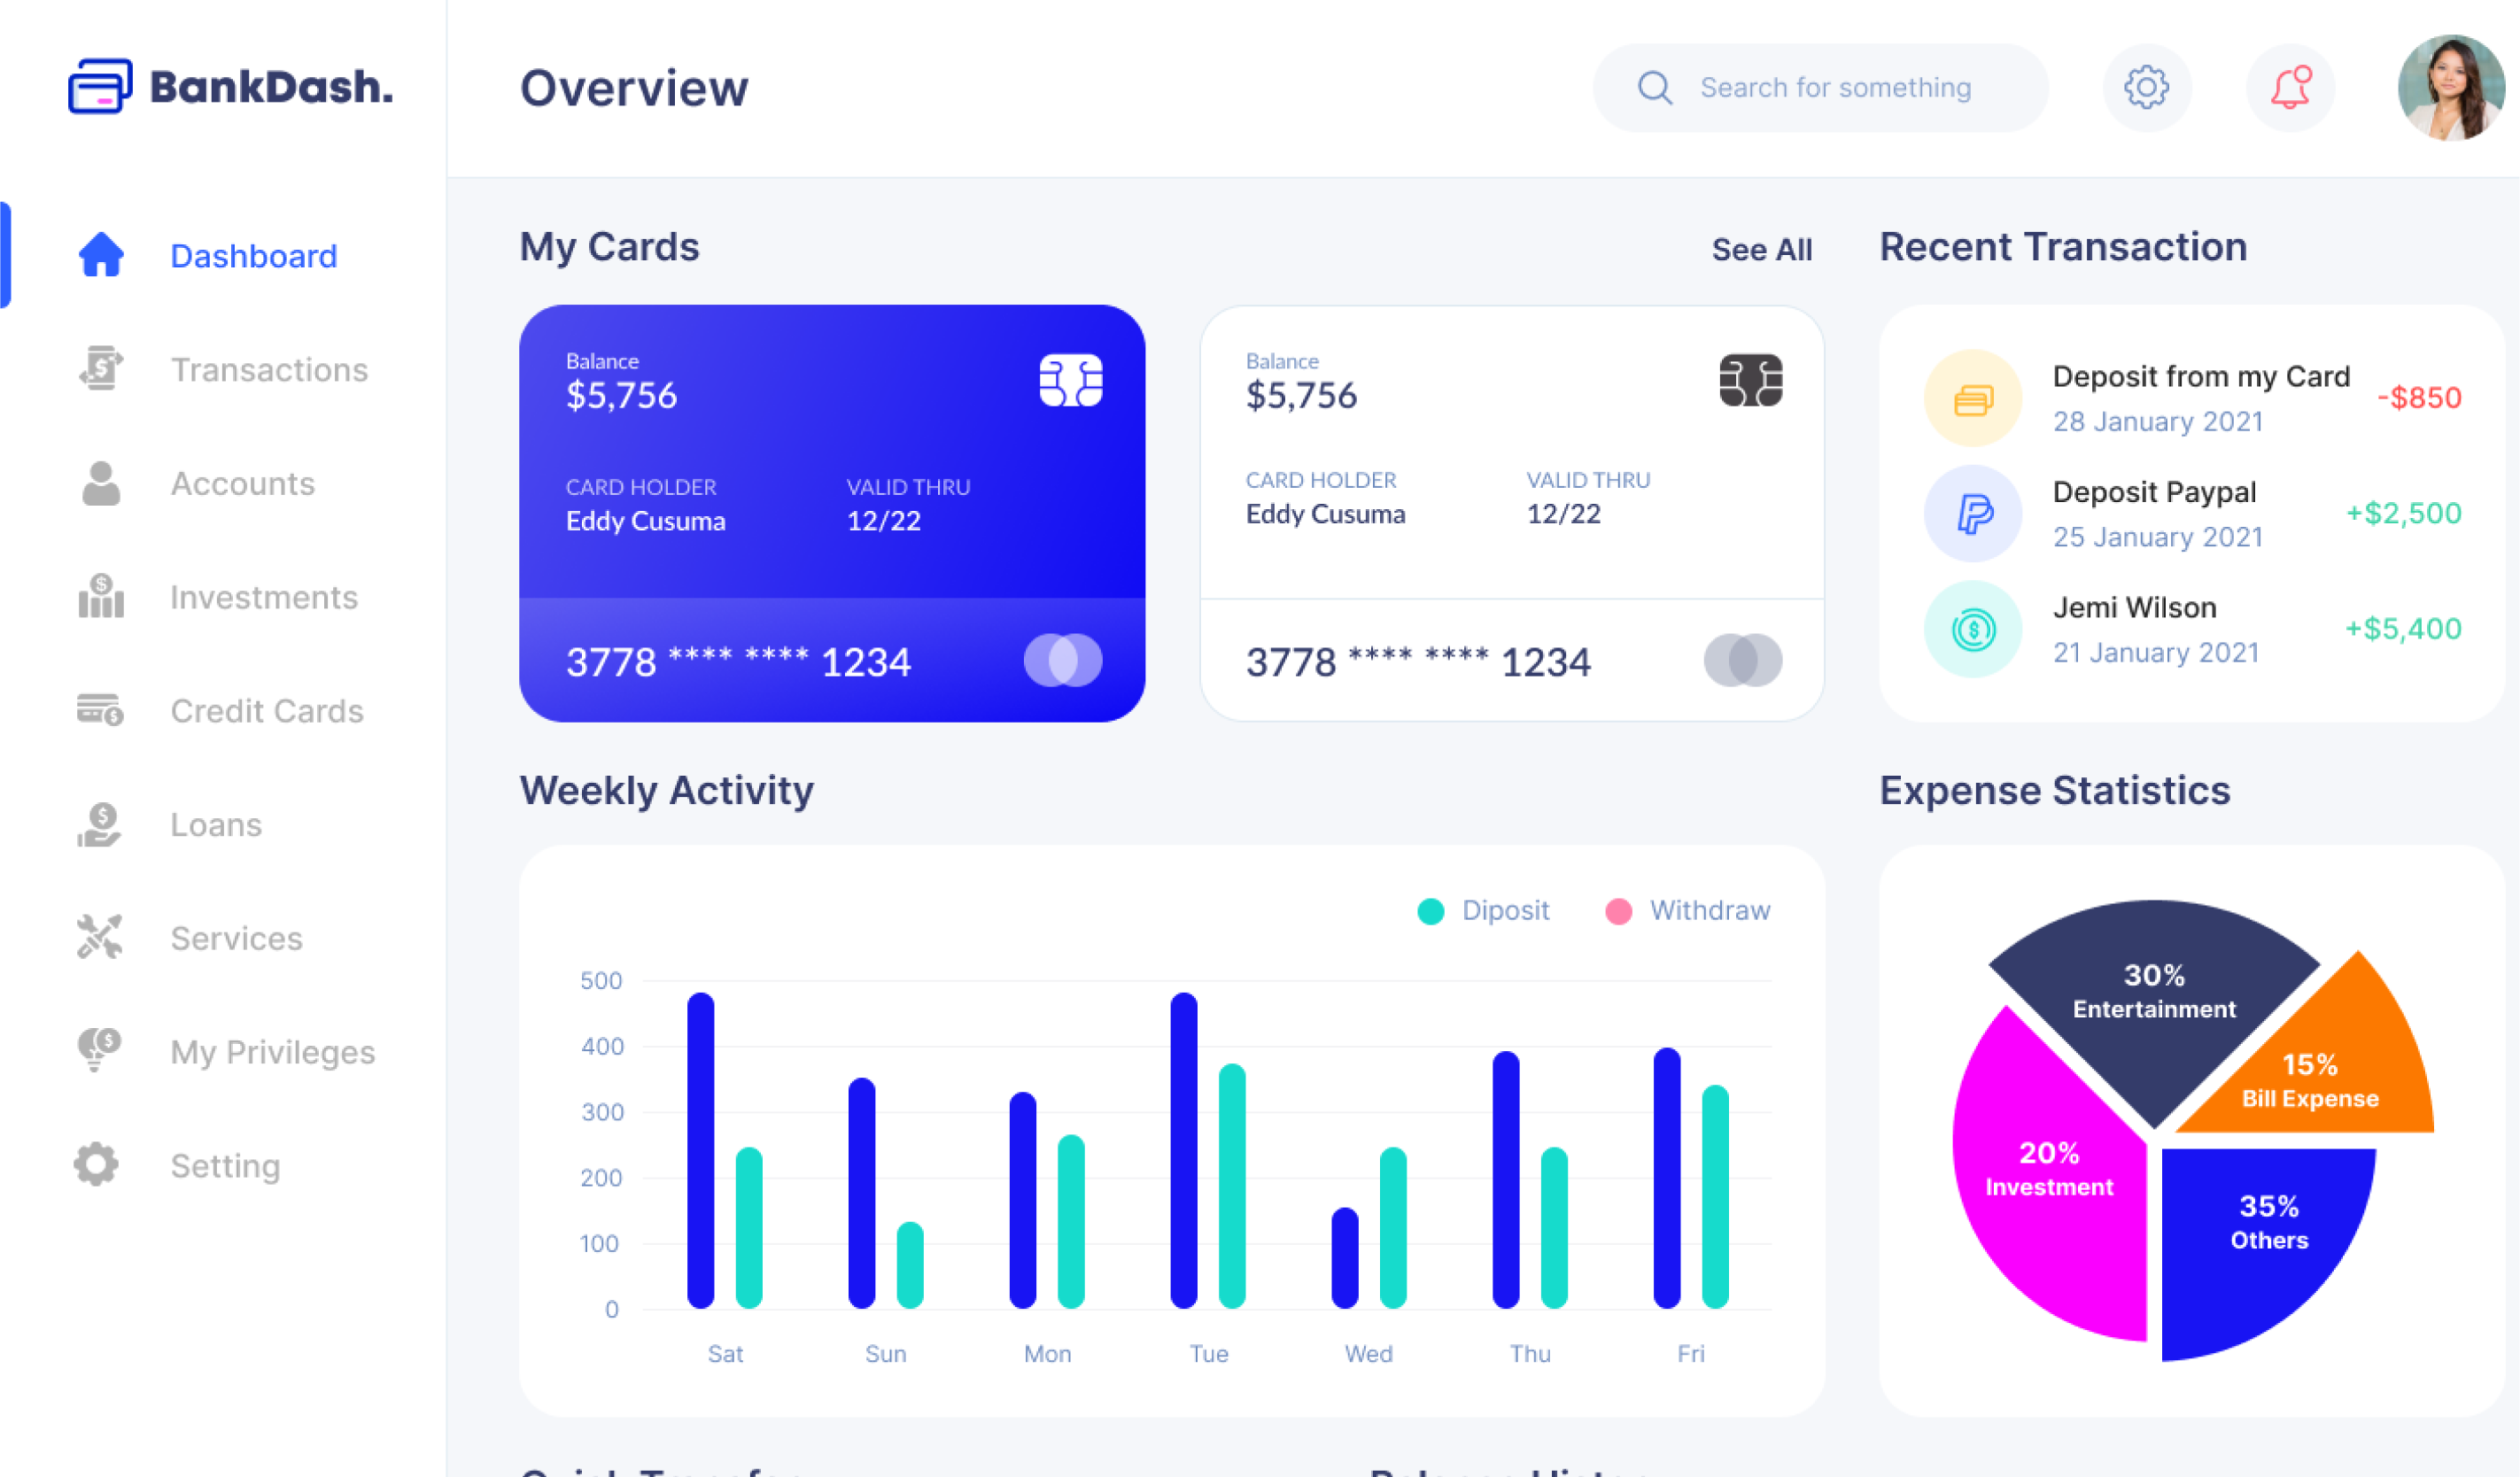 BankDash.
Overview
Search for something
Dashboard
Transactions
Accounts
Investments
Credit Cards
Loans
Services
My Privileges
Setting
My Cards
See All
Balance
$5,756
CARD HOLDER
VALID THRU
Eddy Cusuma
12/22
3778 **** **** 1234
Balance
$5,756
CARD HOLDER
VALID THRU
Eddy Cusuma
12/22
3778 **** **** 1234
Recent Transaction
Deposit from my Card
28 January 2021
-$850
Deposit Paypal
25 January 2021
+$2,500
Jemi Wilson
21 January 2021
+$5,400
Weekly Activity
Diposit
Withdraw
500
400
300
200
100
0
Sat
Sun
Mon
Tue
Wed
Thu
Fri
Expense Statistics
30%
Entertainment
15%
Bill Expense
20%
Investment
35%
Others